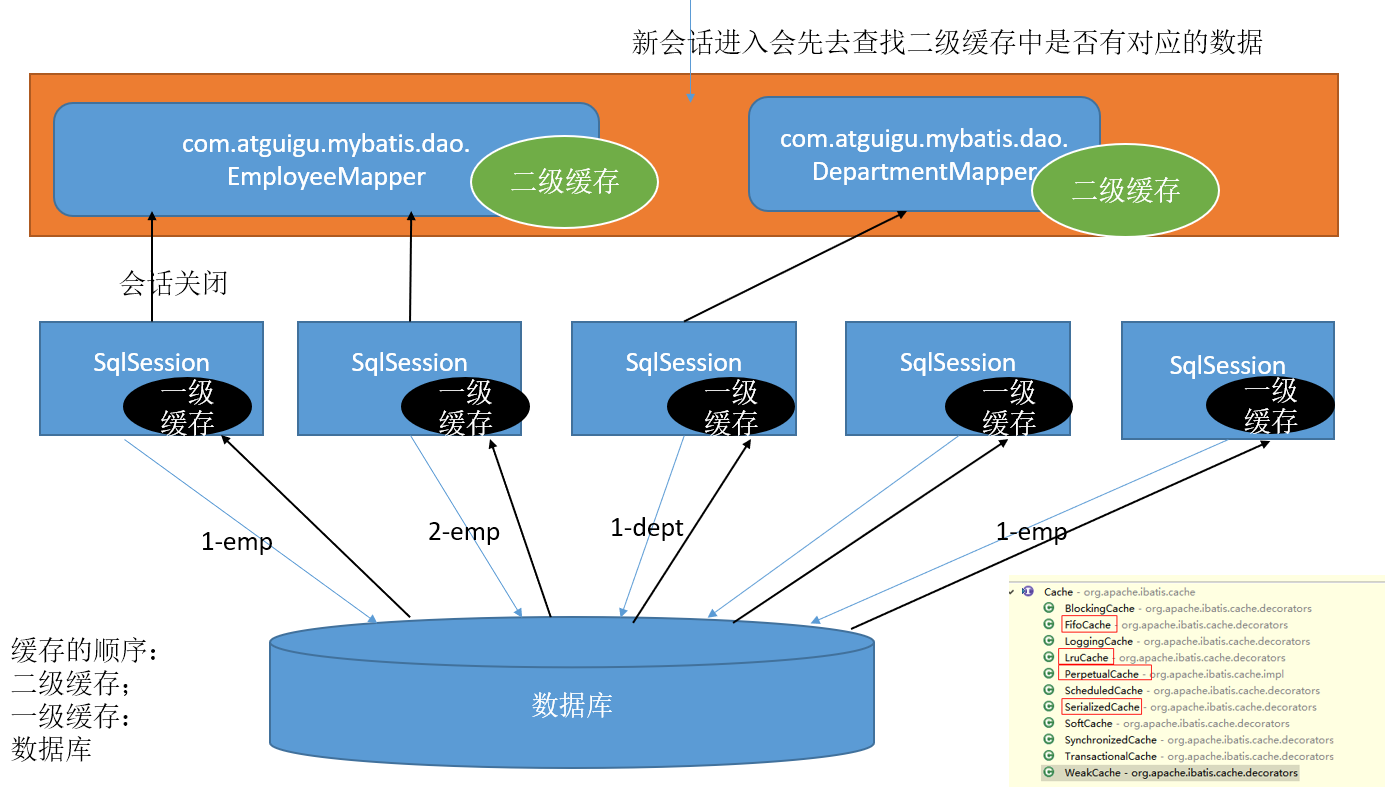 新会话进入会先去查找二级缓存中是否有对应的数据
com.atguigu.mybatis.dao.
EmployeeMapper
二级缓存
com.atguigu.mybatis.dao.
DepartmentMapper
二级缓存
会话关闭
SqlSession
一级
缓存
SqlSession
一级
缓存
SqlSession
一级
缓存
SqlSession
一级
缓存
SqlSession
一级
缓存
1-emp
2-emp
1-dept
1-emp
数据库
缓存的顺序：
二级缓存；
一级缓存：
数据库
Cache - org.apache.ibatis.cache
BlockingCache - org.apache.ibatis.cache.decorators
FifoCache - org.apache.ibatis.cache.decorators
LoggingCache - org.apache.ibatis.cache.decorators
LruCache - org.apache.ibatis.cache.decorators
PerpetualCache - org.apache.ibatis.cache.impl
ScheduledCache - org.apache.ibatis.cache.decorators
SerializedCache - org.apache.ibatis.cache.decorators
SoftCache - org.apache.ibatis.cache.decorators
SynchronizedCache - org.apache.ibatis.cache.decorators
TransactionalCache - org.apache.ibatis.cache.decorators
WeakCache - org.apache.ibatis.cache.decorators